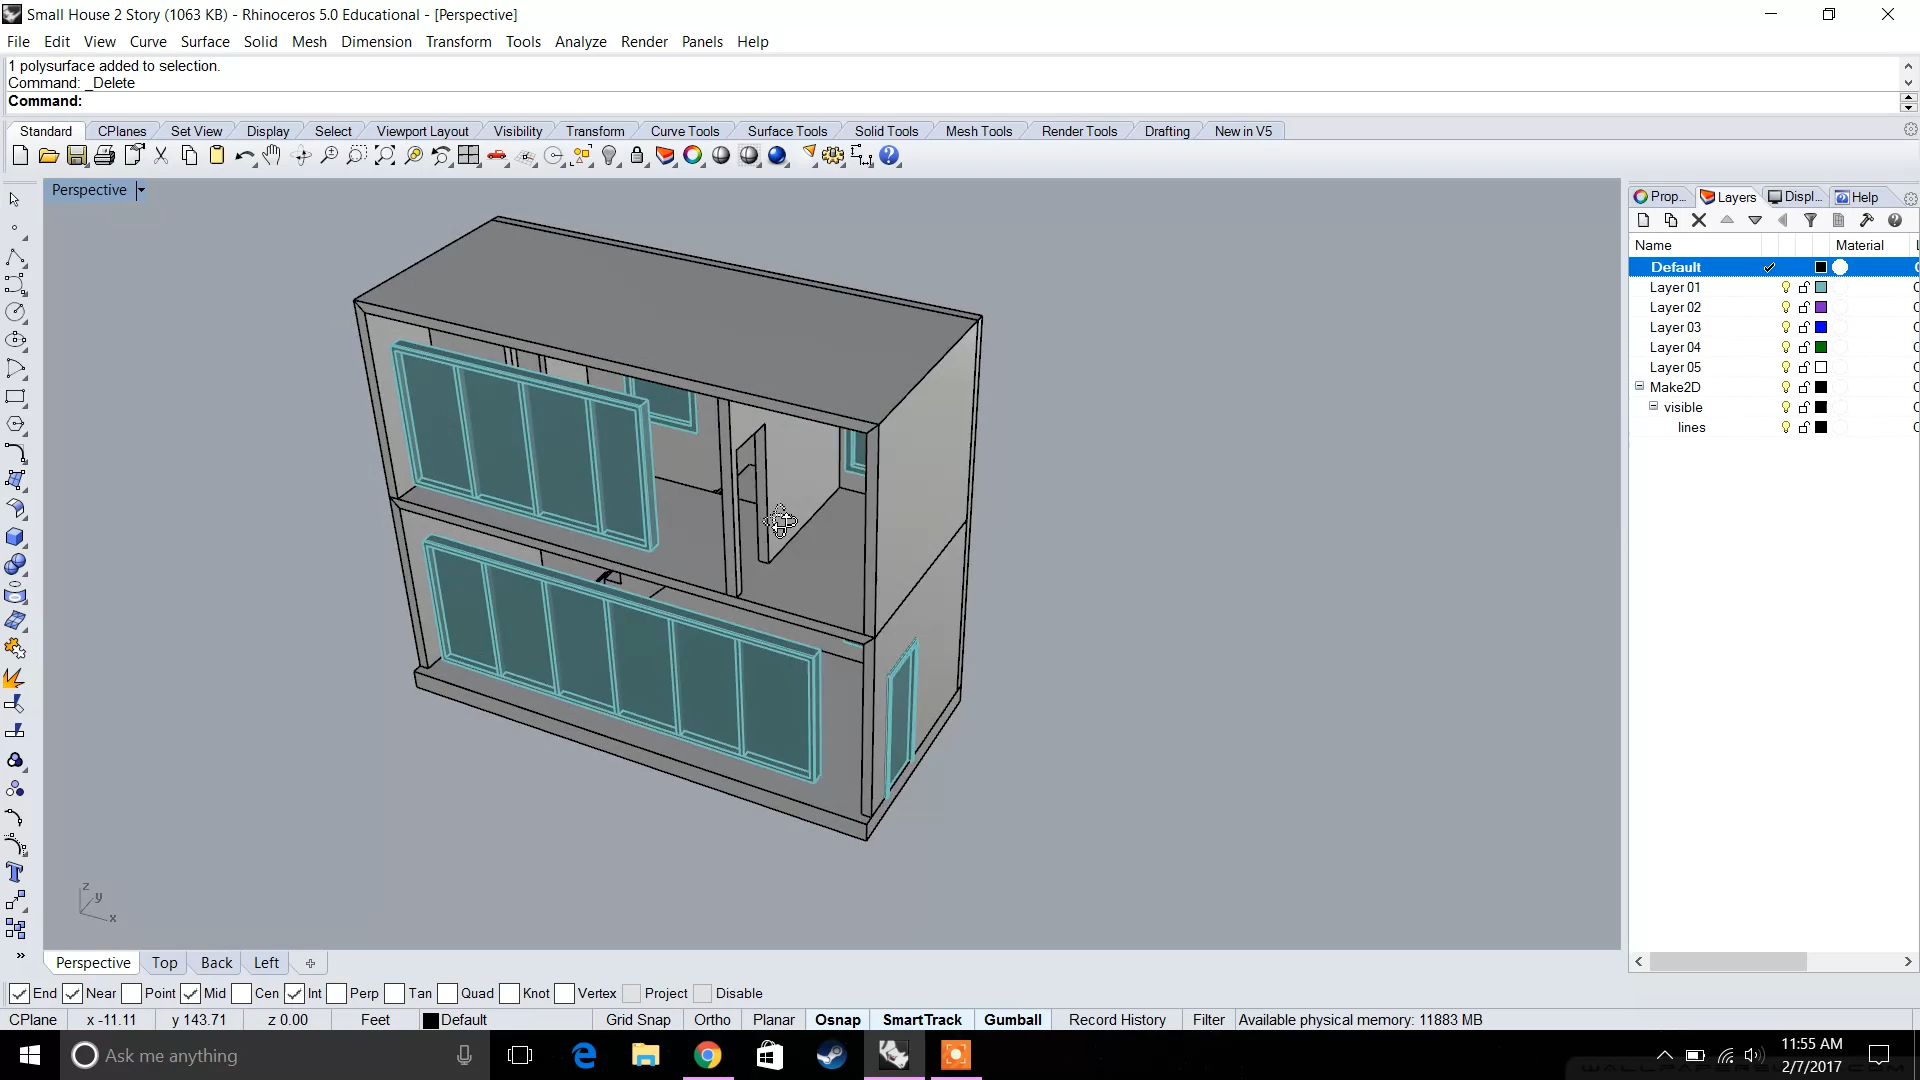 Small House 2 Story (1063 KB) - Rhinoceros 5.0 Educational - [Perspective]
File Edit View Curve Surface Solid Mesh Dimension Transform Tools Analyze Render Panels Help
1 polysurface added to selection.
Command: _Delete
Command:
Standard CPlanes Set View Display Select Viewport Layout Visibility Transform Curve Tools Surface Tools Solid Tools Mesh Tools Render Tools Drafting New in V5
Perspective
Prop... Layers Displ... Help
Name Material
Default
Layer 01
Layer 02
Layer 03
Layer 04
Layer 05
Make2D
visible
lines
z
y
x
Perspective Top Back Left
End Near Point Mid Cen Int Perp Tan Quad Knot Vertex Project Disable
CPlane x -11.11 y 143.71 z 0.00 Feet Default Grid Snap Ortho Planar Osnap SmartTrack Gumball Record History Filter Available physical memory: 11883 MB
Ask me anything
11:55 AM
2/7/2017